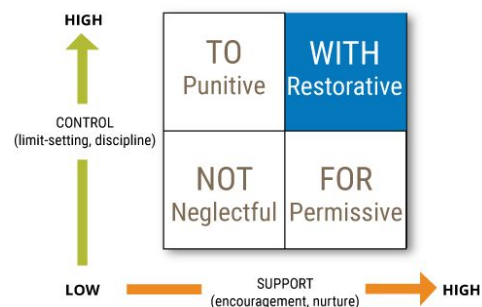 HIGH
TO
Punitive
WITH
Restorative
CONTROL
(limit-setting, discipline)
NOT
Neglectful
FOR
Permissive
LOW
SUPPORT
(encouragement, nurture)
HIGH